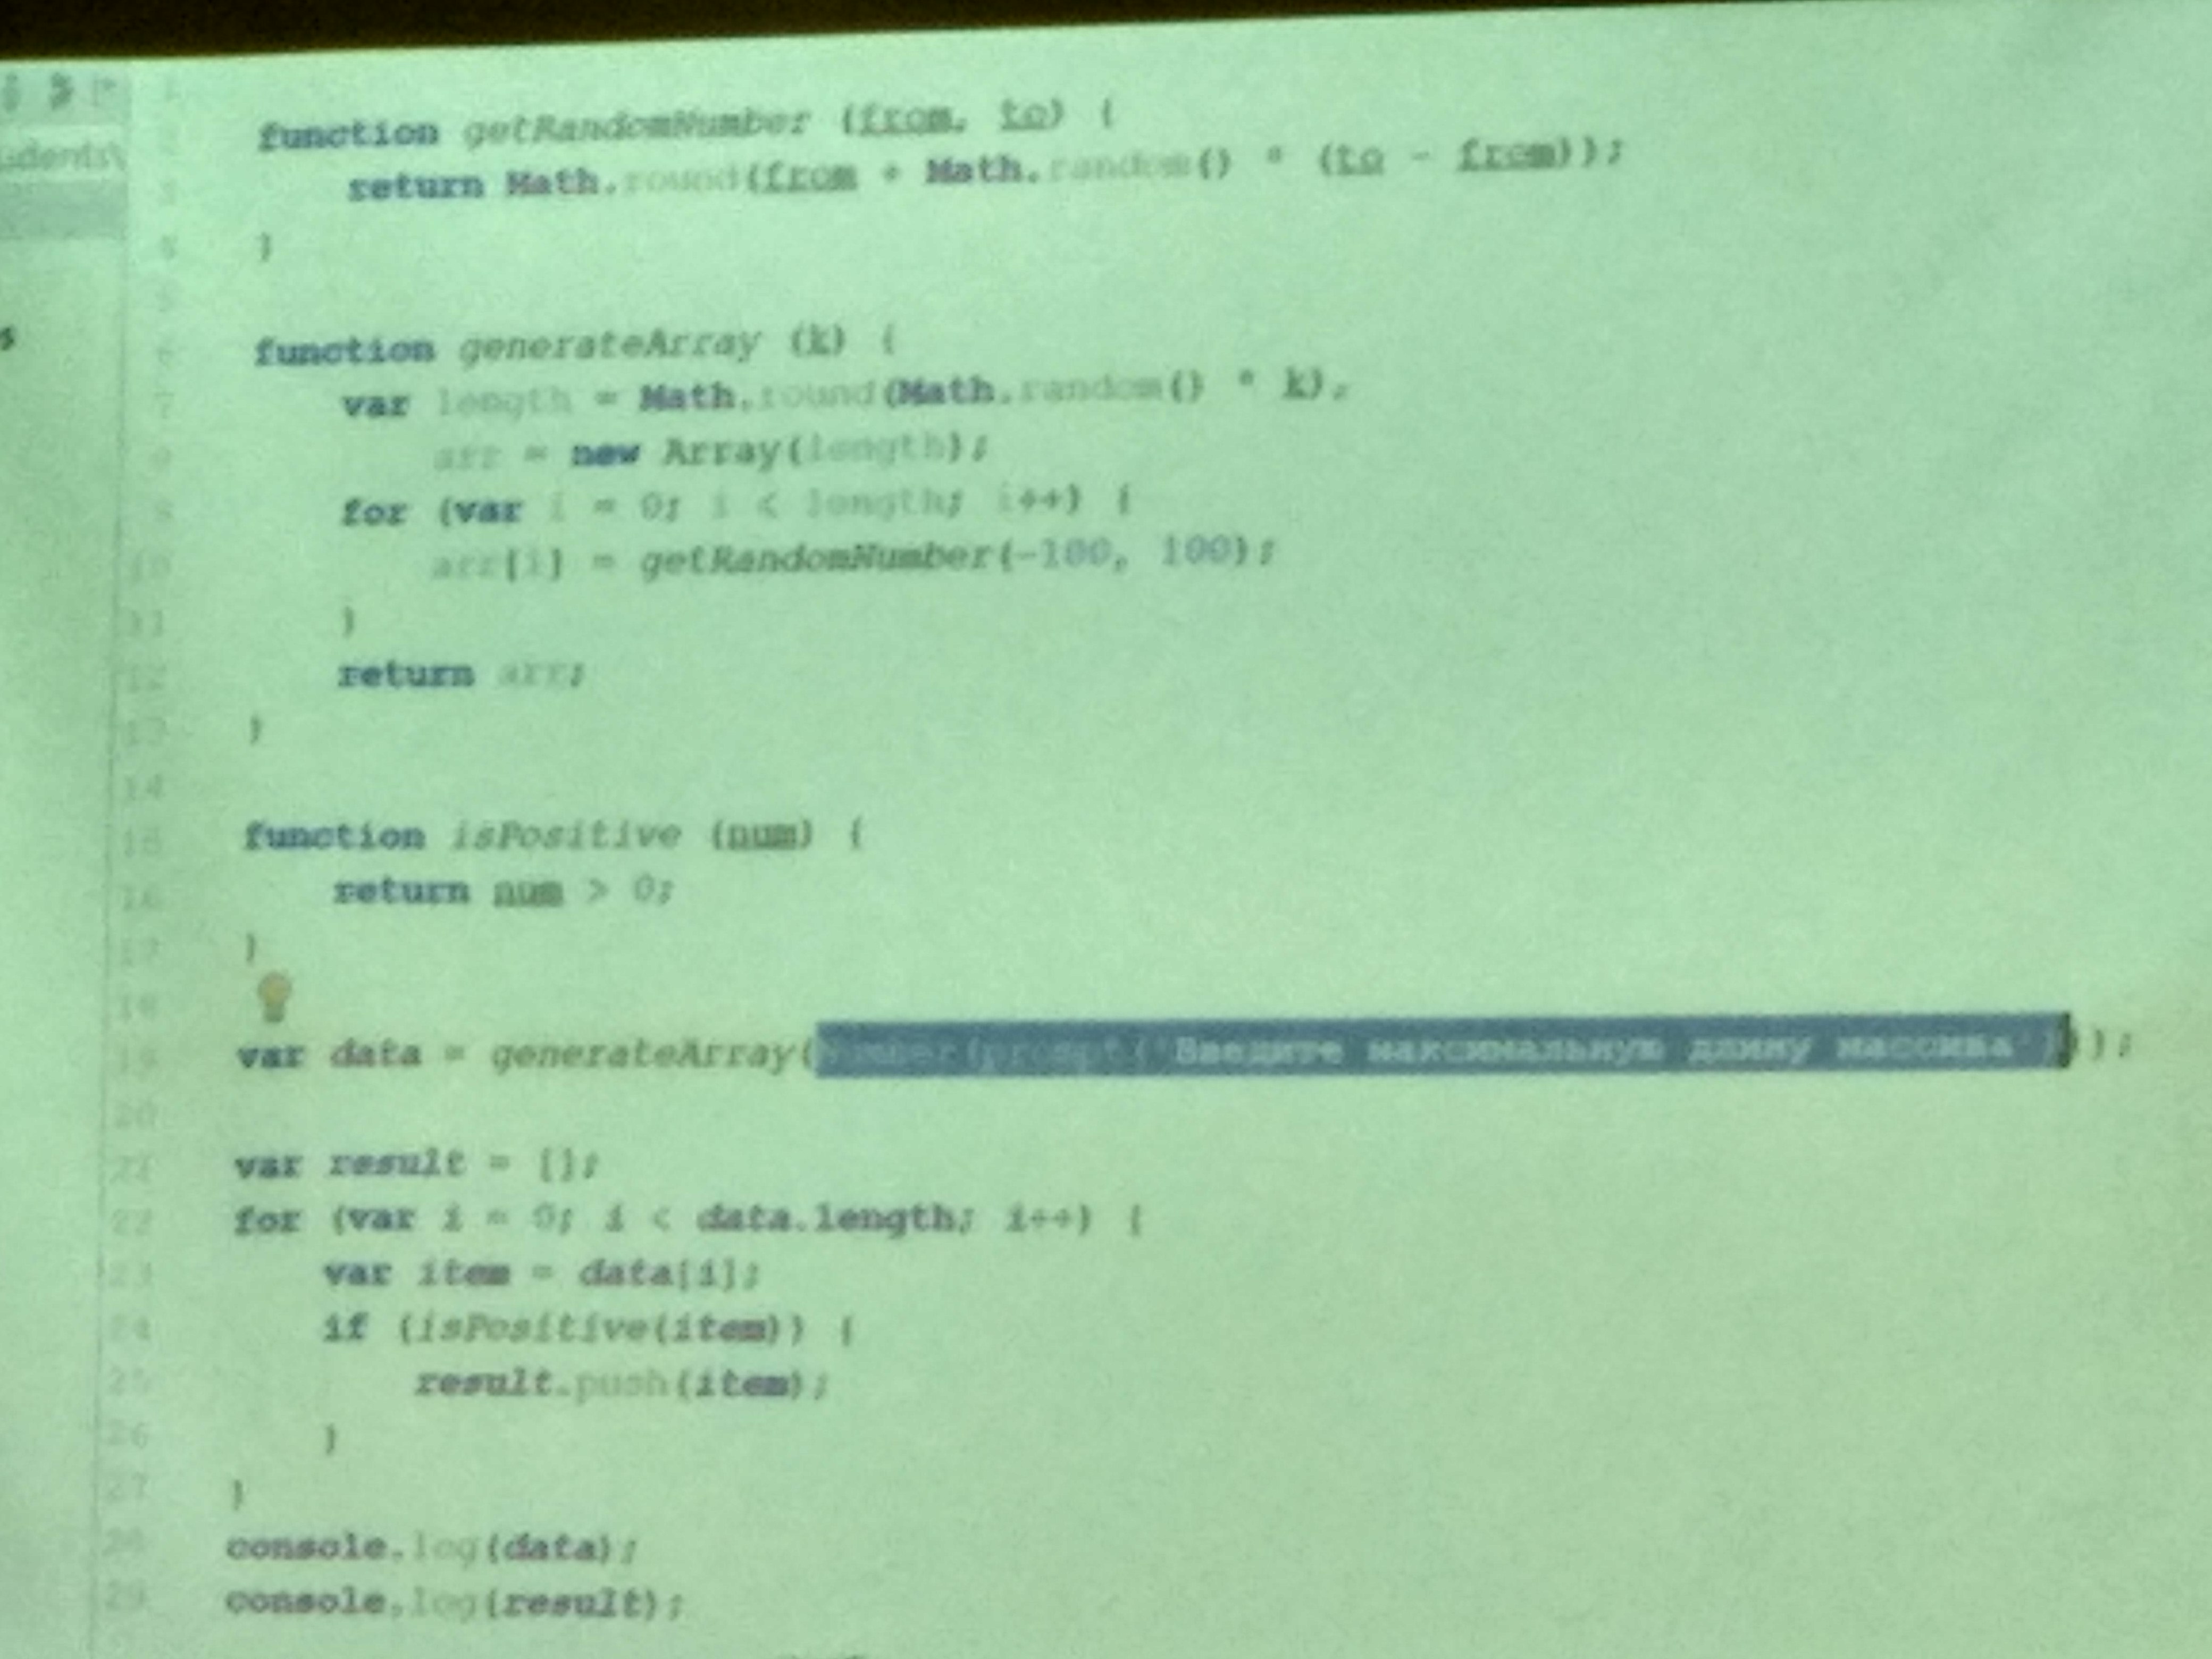 udents\
s
1
2 function getRandomNumber (from, to) {
3 return Math.round(from + Math.random() * (to - from));
4 }
5
6 function generateArray (k) {
7 var length = Math.round(Math.random() * k),
8 arr = new Array(length);
9 for (var i = 0; i < length; i++) {
10 arr[i] = getRandomNumber(-100, 100);
11 }
12 return arr;
13 }
14
15 function isPositive (num) {
16 return num > 0;
17 }
18
19 var data = generateArray(Number(prompt('Введите максимальную длину массива')));
20
21 var result = [];
22 for (var i = 0; i < data.length; i++) {
23 var item = data[i];
24 if (isPositive(item)) {
25 result.push(item);
26 }
27 }
28 console.log(data);
29 console.log(result);